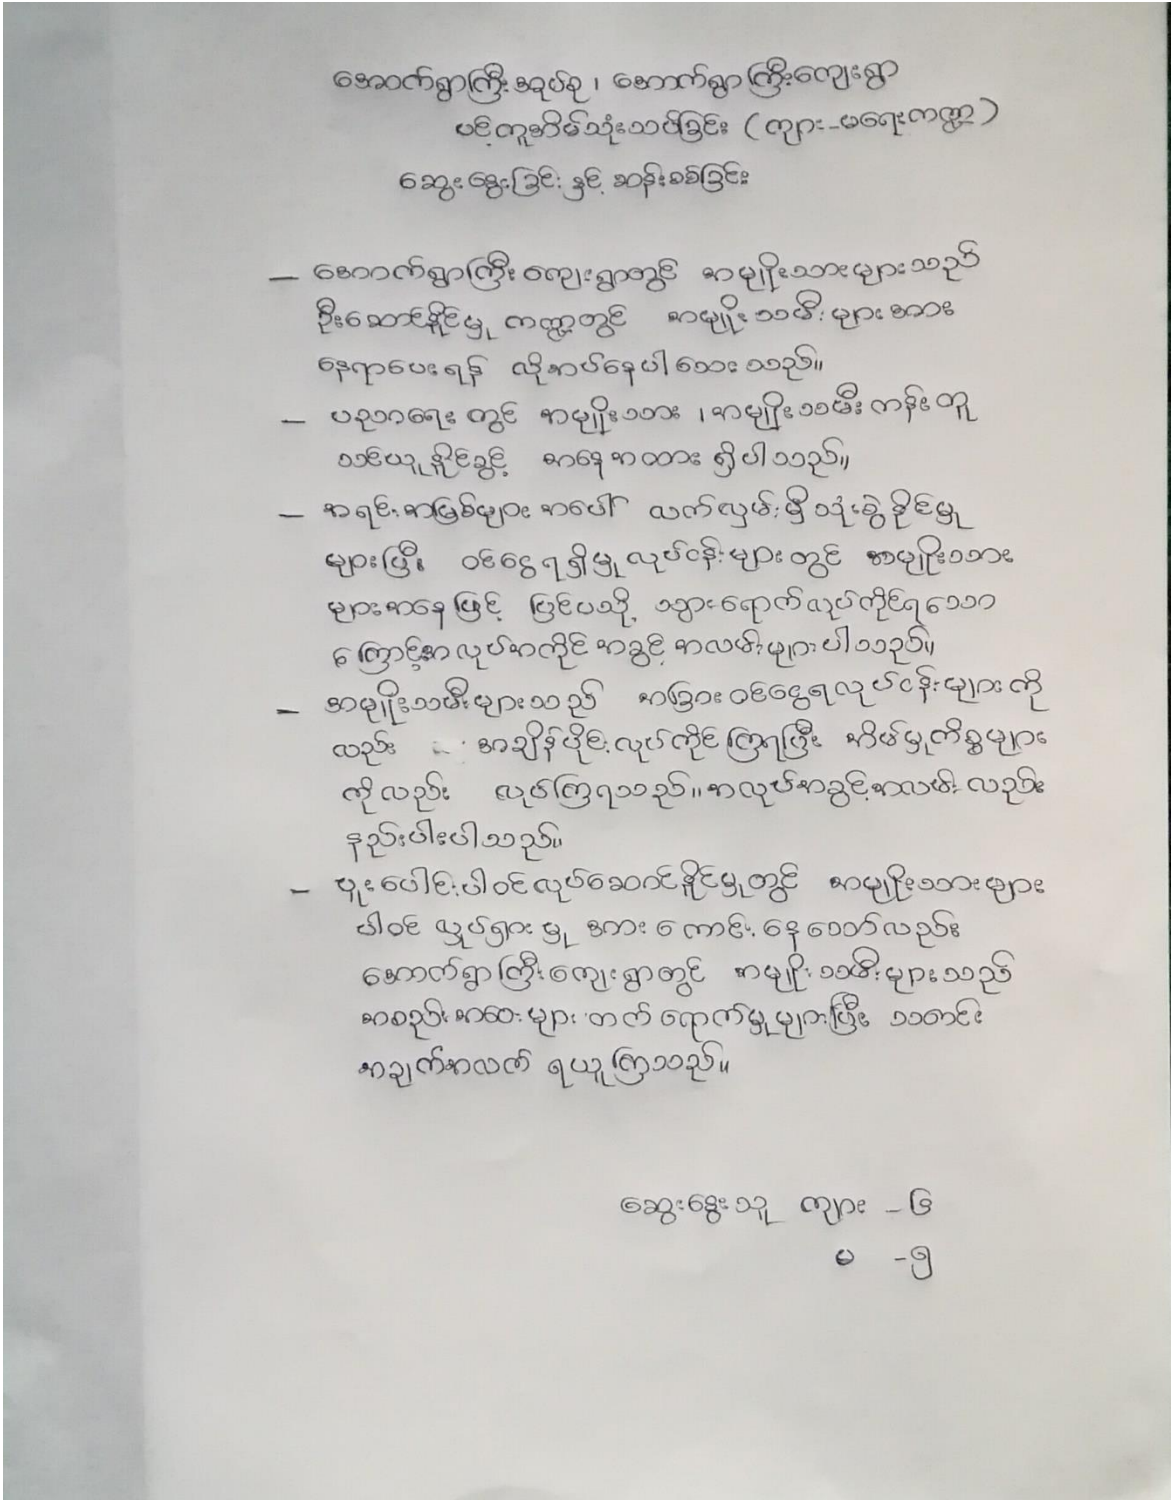 အောက်ရွာကြီးအုပ်စု ၊ အောက်ရွာကြီးကျေးရွာ
ပင့်ကူအိမ်သုံးသပ်ခြင်း (ကျား-မရေးကဏ္ဍ)
ဆွေးနွေးခြင်း နှင့် ဆန်းစစ်ခြင်း
– အောက်ရွာကြီးကျေးရွာတွင် အမျိုးသားများသည်
ဦးဆောင်နိုင်မှု ကဏ္ဍတွင် အမျိုးသမီးများအား
နေရာပေးရန် လိုအပ်နေပါသေးသည်။
– ပညာရေးတွင် အမျိုးသား ၊ အမျိုးသမီး တန်းတူ
သင်ယူနိုင်ခွင့် အနေအထား ရှိပါသည်။
– အရင်းအမြစ်များအပေါ် လက်လှမ်းမှီသုံးစွဲနိုင်မှု
များပြီး ဝင်ငွေရရှိမှုလုပ်ငန်းများတွင် အမျိုးသား
များအနေဖြင့် ပြင်ပသို့ သွားရောက်လုပ်ကိုင်ရသော
ကြောင့်အလုပ်အကိုင်အခွင့်အလမ်းများပါသည်။
– အမျိုးသမီးများသည် အခြားဝင်ငွေရလုပ်ငန်းများကို
လည်း အချိန်ပိုင်းလုပ်ကိုင်ကြရပြီး အိမ်မှုကိစ္စများ
ကိုလည်း လုပ်ကြရသည်။ အလုပ်အခွင့်အလမ်းလည်း
နည်းပါးပါသည်။
– ပူးပေါင်းပါဝင်လုပ်ဆောင်နိုင်မှုတွင် အမျိုးသားများ
ပါဝင် လှုပ်ရှားမှု အားကောင်းနေသော်လည်း
အောက်ရွာကြီးကျေးရွာတွင် အမျိုးသမီးများသည်
အစည်းအဝေးများ တက်ရောက်မှုများပြီး သတင်း
အချက်အလက် ရယူကြသည်။
ဆွေးနွေးသူ ကျား -၆
မ -၅